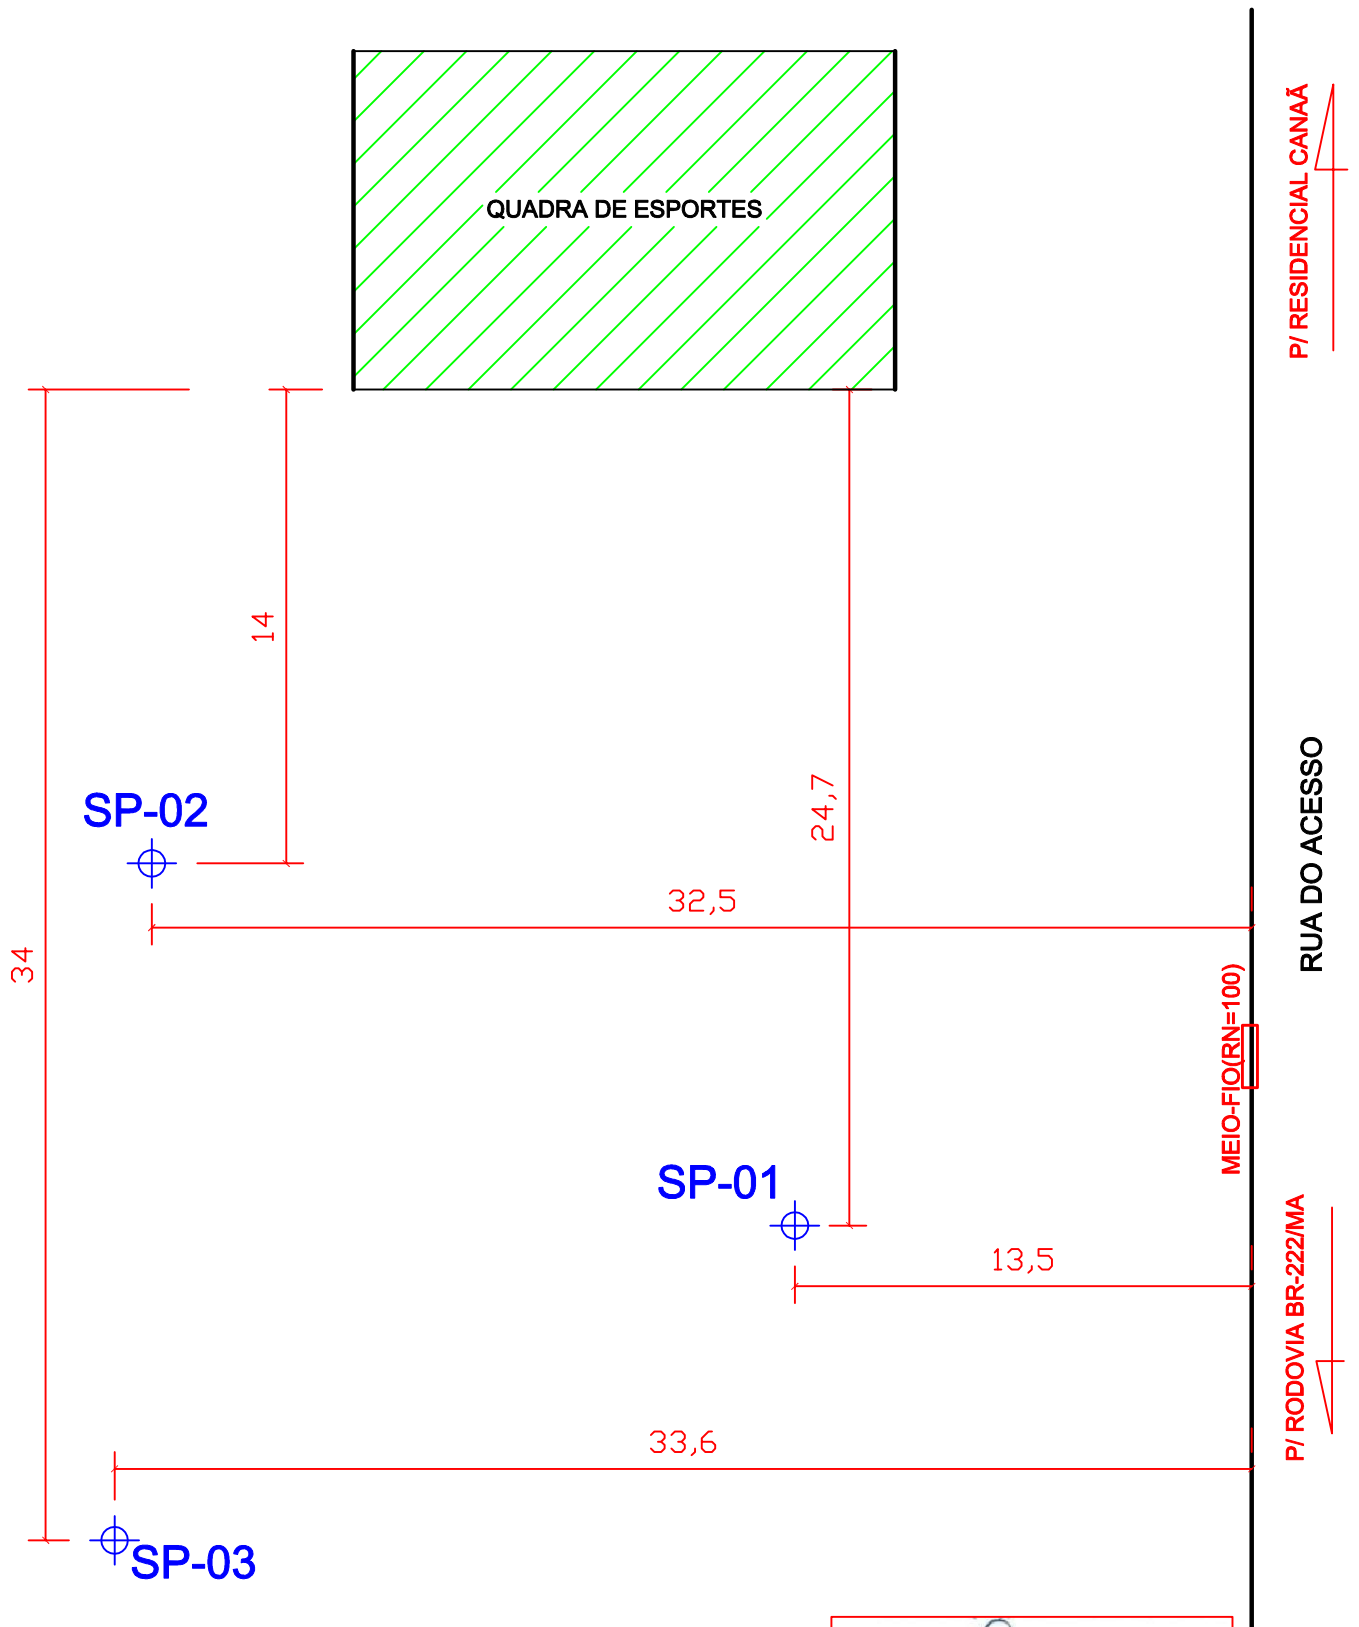 P/ RESIDENCIAL CANAÃ
QUADRA DE ESPORTES
14
24,7
SP-02
RUA DO ACESSO
32,5
34
MEIO-FIO(RN=100)
SP-01
13,5
P/ RODOVIA BR-222/MA
33,6
SP-03